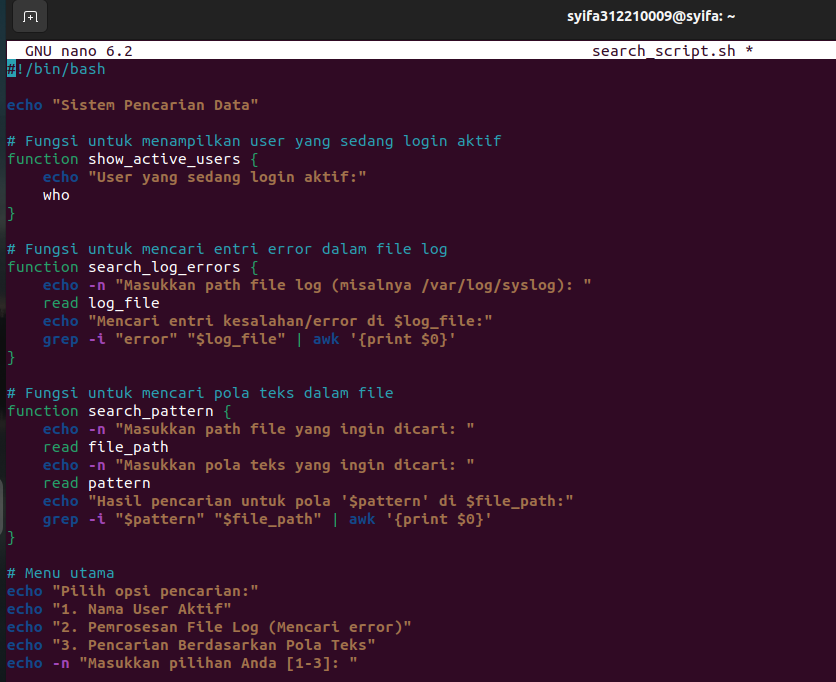 syifa312210009@syifa: ~
GNU nano 6.2 search_script.sh *
#!/bin/bash
echo "Sistem Pencarian Data"
# Fungsi untuk menampilkan user yang sedang login aktif
function show_active_users {
    echo "User yang sedang login aktif:"
    who
}
# Fungsi untuk mencari entri error dalam file log
function search_log_errors {
    echo -n "Masukkan path file log (misalnya /var/log/syslog): "
    read log_file
    echo "Mencari entri kesalahan/error di $log_file:"
    grep -i "error" "$log_file" | awk '{print $0}'
}
# Fungsi untuk mencari pola teks dalam file
function search_pattern {
    echo -n "Masukkan path file yang ingin dicari: "
    read file_path
    echo -n "Masukkan pola teks yang ingin dicari: "
    read pattern
    echo "Hasil pencarian untuk pola '$pattern' di $file_path:"
    grep -i "$pattern" "$file_path" | awk '{print $0}'
}
# Menu utama
echo "Pilih opsi pencarian:"
echo "1. Nama User Aktif"
echo "2. Pemrosesan File Log (Mencari error)"
echo "3. Pencarian Berdasarkan Pola Teks"
echo -n "Masukkan pilihan Anda [1-3]: "